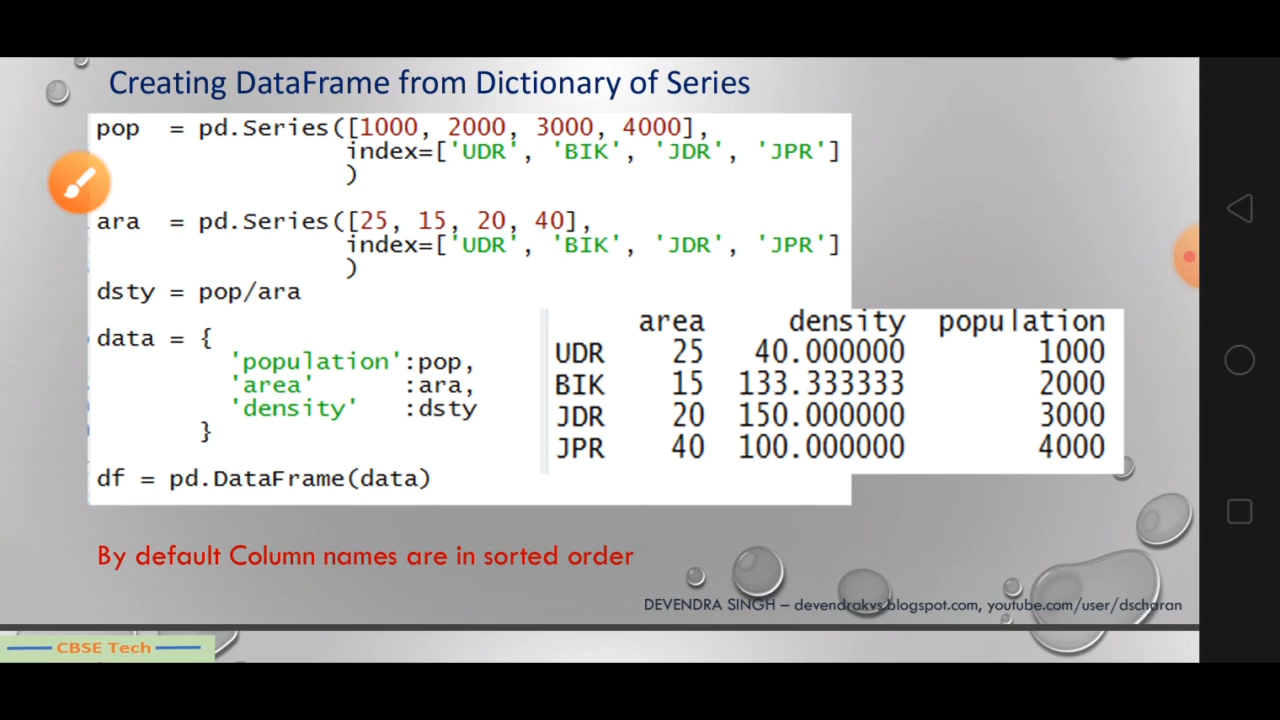 Creating DataFrame from Dictionary of Series
pop = pd.Series([1000, 2000, 3000, 4000],
index=['UDR', 'BIK', 'JDR', 'JPR']
)
ara = pd.Series([25, 15, 20, 40],
index=['UDR', 'BIK', 'JDR', 'JPR']
)
dsty = pop/ara
data = {
'population':pop,
'area' :ara,
'density' :dsty
}
df = pd.DataFrame(data)
area density population
UDR 25 40.000000 1000
BIK 15 133.333333 2000
JDR 20 150.000000 3000
JPR 40 100.000000 4000
By default Column names are in sorted order
DEVENDRA SINGH – devendrakvs.blogspot.com, youtube.com/user/dscharan
CBSE Tech